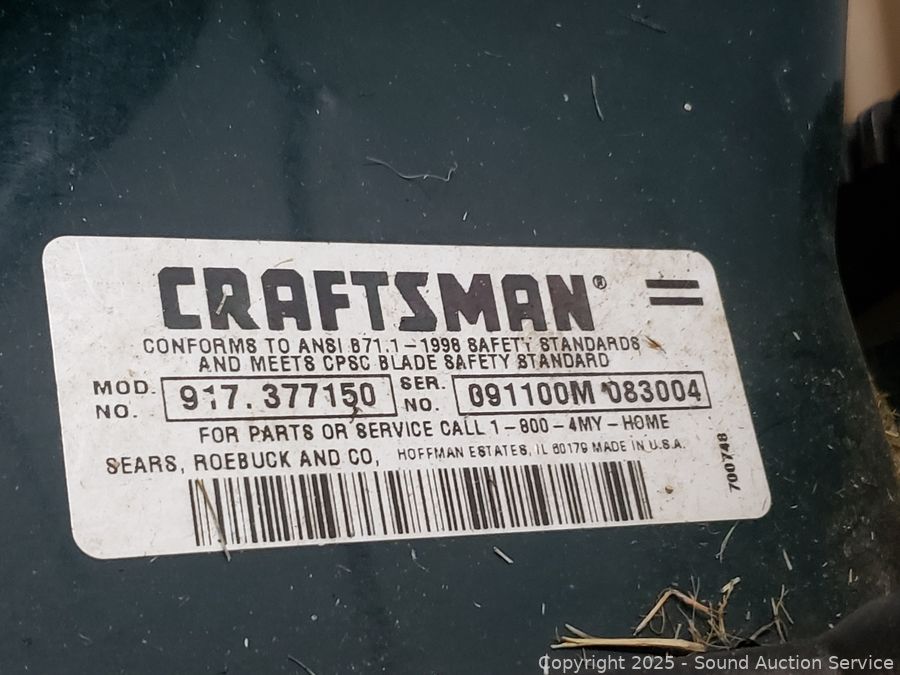 CRAFTSMAN®
CONFORMS TO ANSI B71.1-1998 SAFETY STANDARDS
AND MEETS CPSC BLADE SAFETY STANDARD
MOD. NO. 917.377150 SER. NO. 091100M 083004
FOR PARTS OR SERVICE CALL 1-800-4MY-HOME
SEARS, ROEBUCK AND CO, HOFFMAN ESTATES, IL 60179 MADE IN U.S.A.
700748
Copyright 2025 - Sound Auction Service